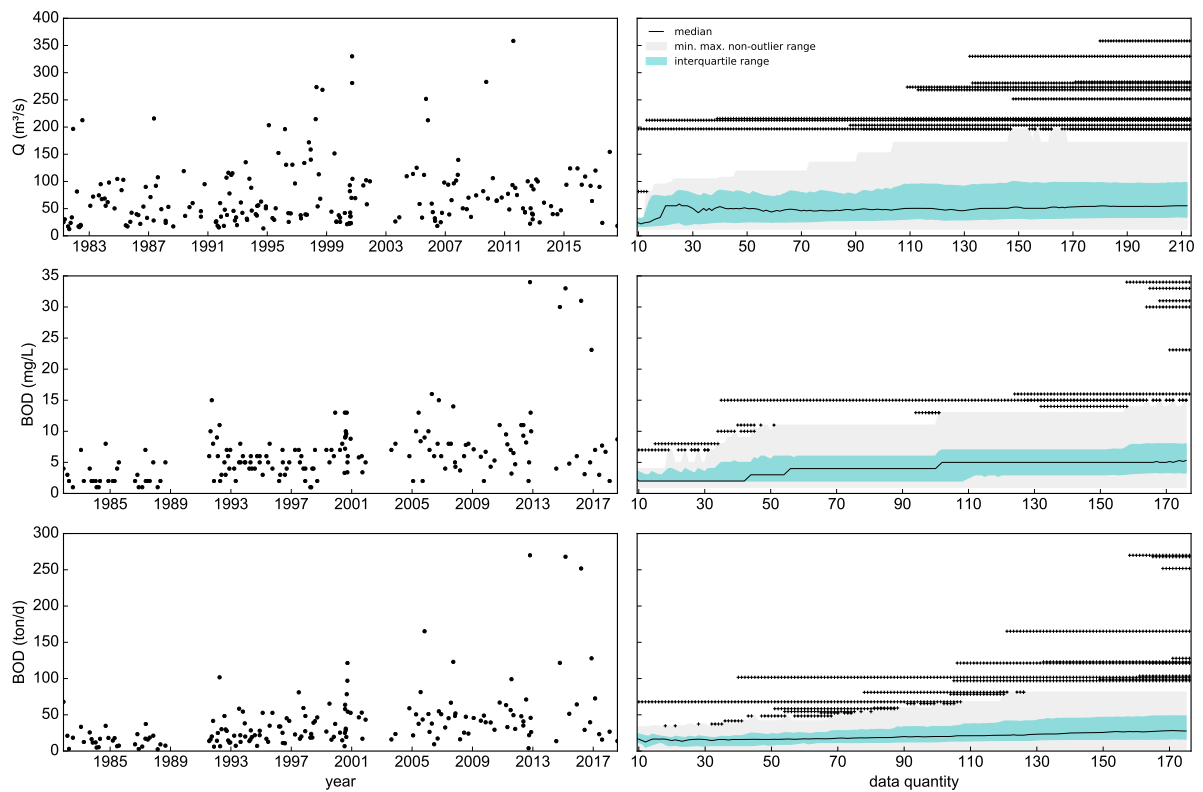 400
350
300
250
200
150
100
50
0
Q (m³/s)
1983 1987 1991 1995 1999 2003 2007 2011 2015
median
min. max. non-outlier range
interquartile range
10 30 50 70 90 110 130 150 170 190 210
35
30
25
20
15
10
5
0
BOD (mg/L)
1985 1989 1993 1997 2001 2005 2009 2013 2017
10 30 50 70 90 110 130 150 170
300
250
200
150
100
50
0
BOD (ton/d)
1985 1989 1993 1997 2001 2005 2009 2013 2017
year
10 30 50 70 90 110 130 150 170
data quantity